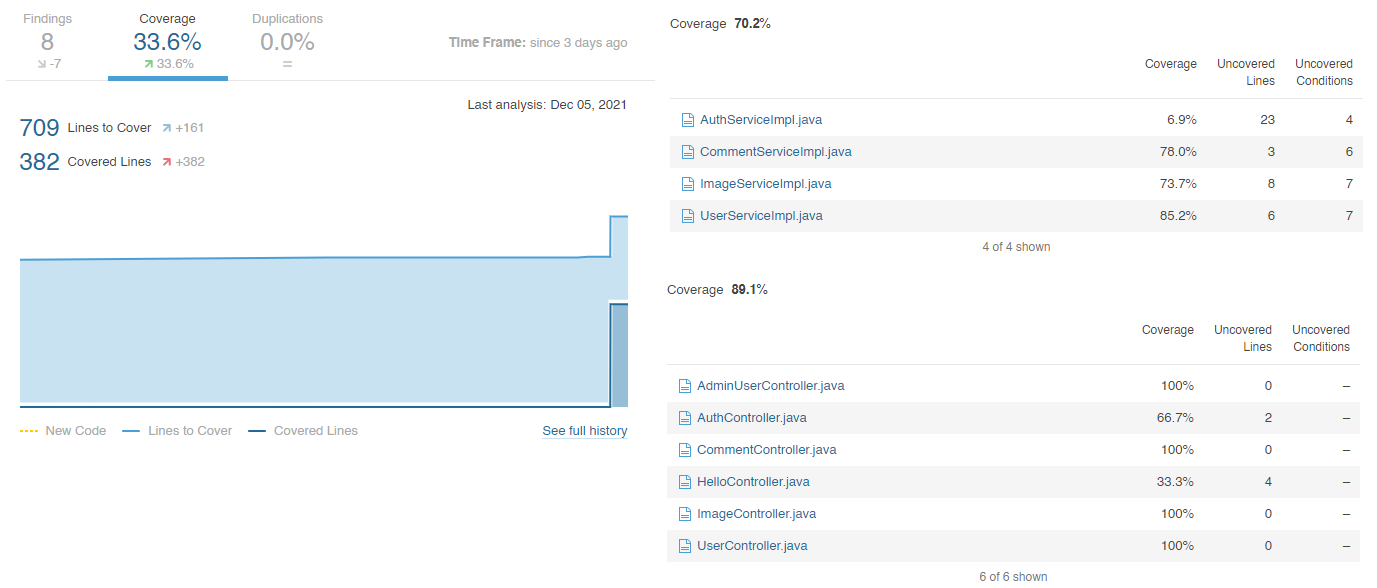 Findings
Coverage
Duplications
8
33.6%
0.0%
-7
33.6%
=
Time Frame: since 3 days ago
Last analysis: Dec 05, 2021
709 Lines to Cover +161
382 Covered Lines +382
New Code
Lines to Cover
Covered Lines
See full history
Coverage 70.2%
Coverage
Uncovered Lines
Uncovered Conditions
AuthServiceImpl.java 6.9% 23 4
CommentServiceImpl.java 78.0% 3 6
ImageServiceImpl.java 73.7% 8 7
UserServiceImpl.java 85.2% 6 7
4 of 4 shown
Coverage 89.1%
Coverage
Uncovered Lines
Uncovered Conditions
AdminUserController.java 100% 0 –
AuthController.java 66.7% 2 –
CommentController.java 100% 0 –
HelloController.java 33.3% 4 –
ImageController.java 100% 0 –
UserController.java 100% 0 –
6 of 6 shown